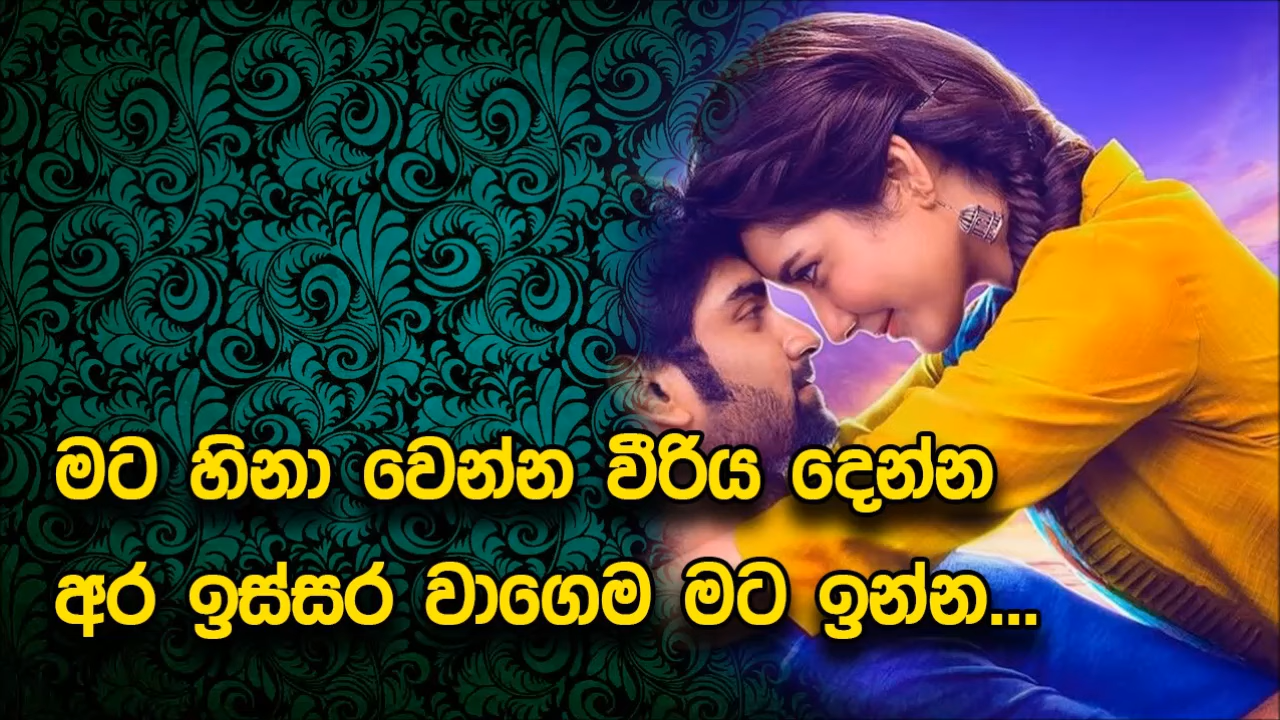 මට හිනා වෙන්න වීරිය දෙන්න
අර ඉස්සර වාගෙම මට ඉන්න...